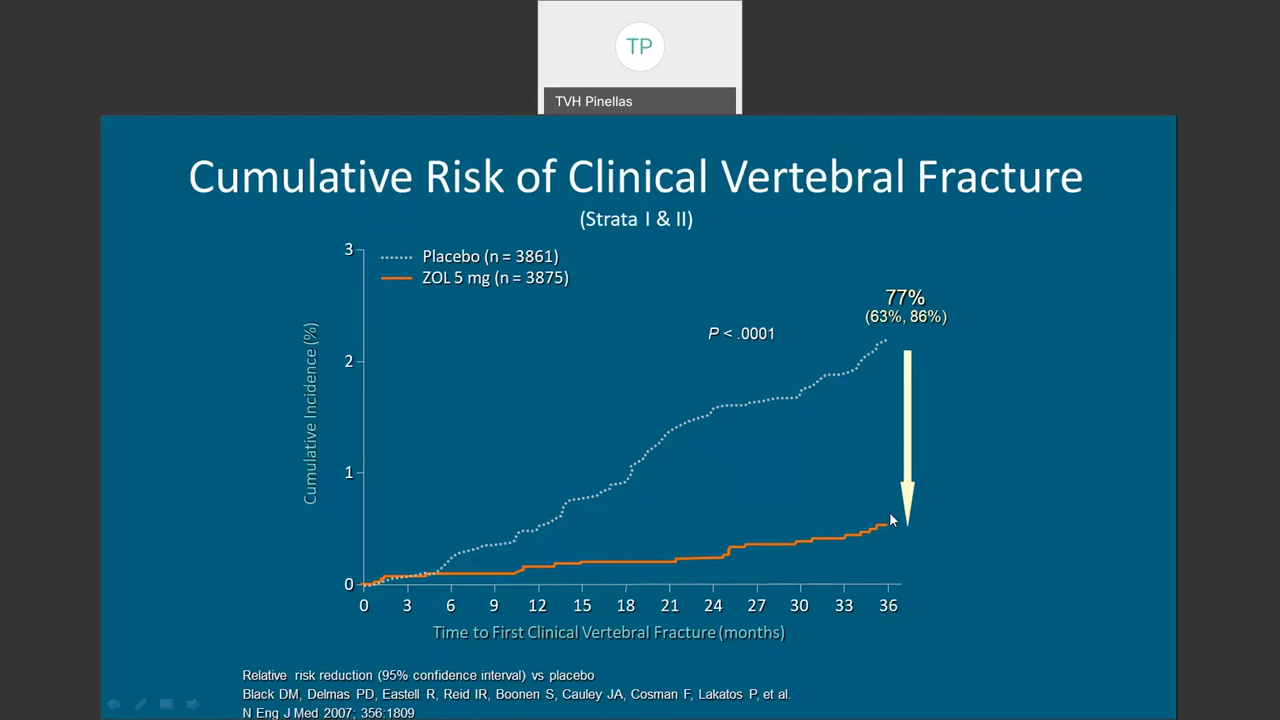 TP
TVH Pinellas
Cumulative Risk of Clinical Vertebral Fracture
(Strata I & II)
Placebo (n = 3861)
ZOL 5 mg (n = 3875)
77%
(63%, 86%)
P < .0001
Cumulative Incidence (%)
3
2
1
0
0 3 6 9 12 15 18 21 24 27 30 33 36
Time to First Clinical Vertebral Fracture (months)
Relative risk reduction (95% confidence interval) vs placebo
Black DM, Delmas PD, Eastell R, Reid IR, Boonen S, Cauley JA, Cosman F, Lakatos P, et al.
N Eng J Med 2007; 356:1809